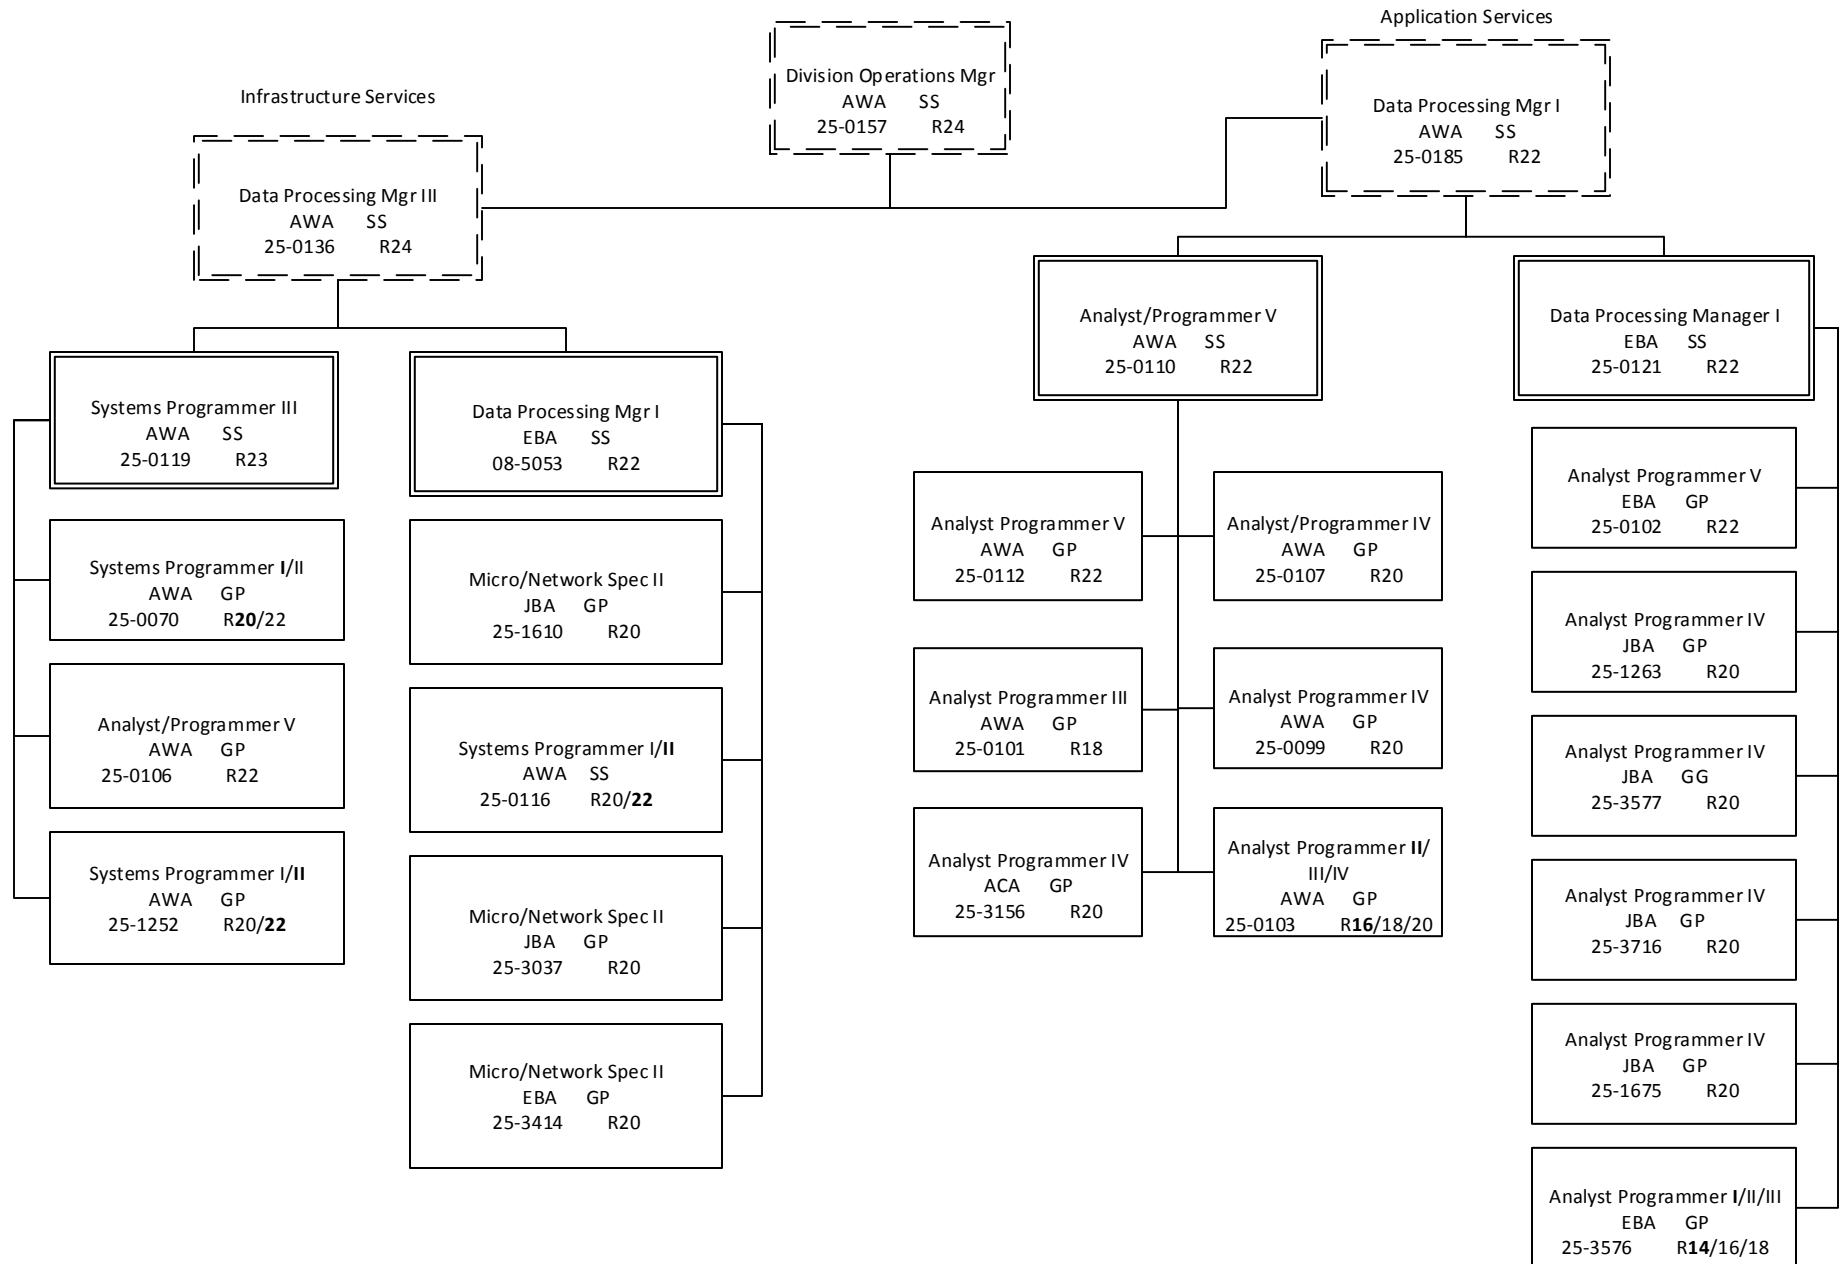 Application Services
Division Operations Mgr
AWA SS
25-0157 R24
Infrastructure Services
Data Processing Mgr I
AWA SS
25-0185 R22
Data Processing Mgr III
AWA SS
25-0136 R24
Systems Programmer III
AWA SS
25-0119 R23
Systems Programmer I/II
AWA GP
25-0070 R20/22
Analyst/Programmer V
AWA GP
25-0106 R22
Systems Programmer I/II
AWA GP
25-1252 R20/22
Data Processing Mgr I
EBA SS
08-5053 R22
Micro/Network Spec II
JBA GP
25-1610 R20
Systems Programmer I/II
AWA SS
25-0116 R20/22
Micro/Network Spec II
JBA GP
25-3037 R20
Micro/Network Spec II
EBA GP
25-3414 R20
Analyst/Programmer V
AWA SS
25-0110 R22
Analyst Programmer V
AWA GP
25-0112 R22
Analyst/Programmer IV
AWA GP
25-0107 R20
Analyst Programmer III
AWA GP
25-0101 R18
Analyst Programmer IV
AWA GP
25-0099 R20
Analyst Programmer IV
ACA GP
25-3156 R20
Analyst Programmer II/
III/IV
AWA GP
25-0103 R16/18/20
Data Processing Manager I
EBA SS
25-0121 R22
Analyst Programmer V
EBA GP
25-0102 R22
Analyst Programmer IV
JBA GP
25-1263 R20
Analyst Programmer IV
JBA GG
25-3577 R20
Analyst Programmer IV
JBA GP
25-3716 R20
Analyst Programmer IV
JBA GP
25-1675 R20
Analyst Programmer I/II/III
EBA GP
25-3576 R14/16/18